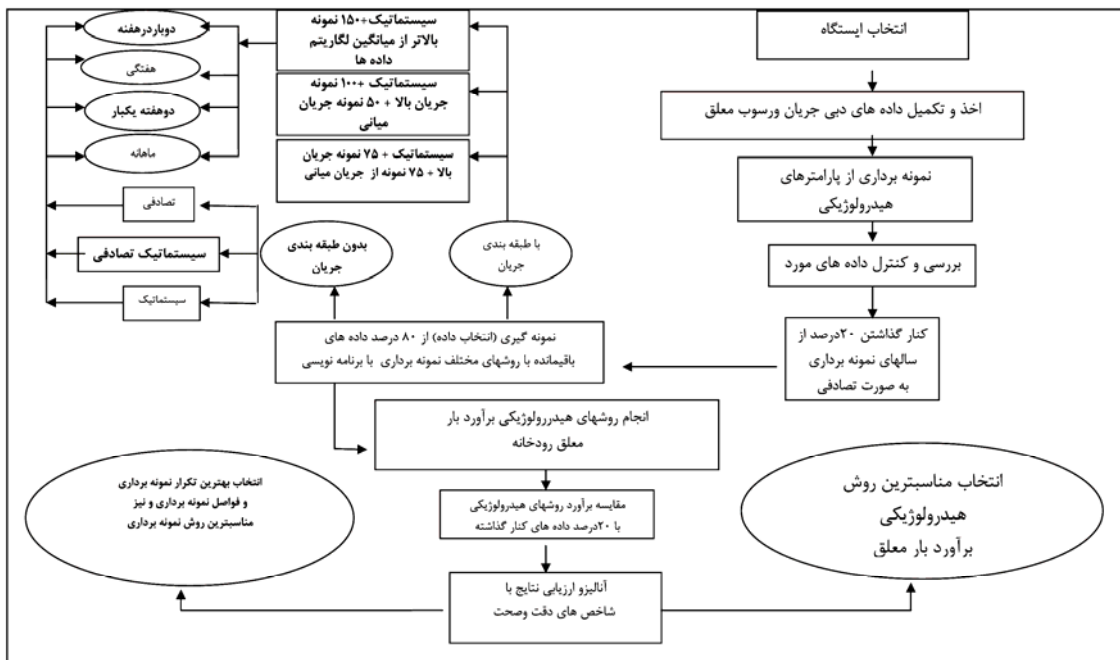 انتخاب ایستگاه
اخذ و تکمیل داده های دبی جریان ورسوب معلق
نمونه برداری از پارامترهای
هیدرولوژیکی
بررسی و کنترل داده های مورد
کنار گذاشتن ۲۰درصد از
سالهای نمونه برداری
به صورت تصادفی
نمونه گیری (انتخاب داده) از ۸۰ درصد داده های
باقیمانده با روشهای مختلف نمونه برداری با برنامه نویسی
با طبقه بندی
جریان
بدون طبقه بندی
جریان
سیستماتیک+۱۵۰ نمونه
بالاتر از میانگین لگاریتم
داده ها
سیستماتیک +۱۰۰ نمونه
جریان بالا + ۵۰ نمونه جریان
میانی
سیستماتیک + ۷۵ نمونه جریان
بالا + ۷۵ نمونه از جریان میانی
دوباردرهفته
هفتگی
دوهفته یکبار
ماهانه
تصادفی
سیستماتیک تصادفی
سیستماتیک
انجام روشهای هیدررولوژیکی برآورد بار
معلق رودخانه
مقایسه برآورد روشهای هیدرولوژیکی
با ۲۰درصد داده های کنار گذاشته
آنالیزو ارزیابی نتایج با
شاخص های دقت وصحت
انتخاب مناسبترین روش
هیدرولوژیکی
برآورد بار معلق
انتخاب بهترین تکرار نمونه برداری
و فواصل نمونه برداری و نیز
مناسبترین روش نمونه برداری